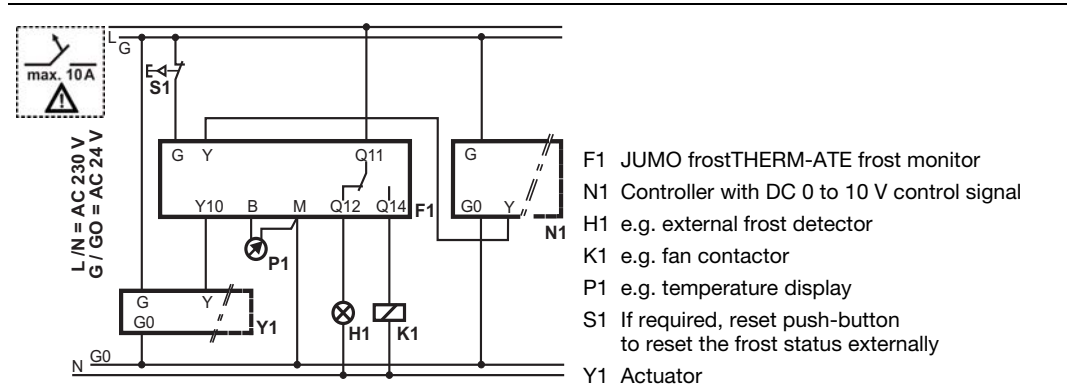 L
G
max. 10 A
S1
L /N = AC 230 V
G / GO = AC 24 V
G Y Q11
Y10 B M Q12 Q14 F1
G
G0 Y
N1
P1
G Y
G0
Y1
H1 K1
N G0
F1 JUMO frostTHERM-ATE frost monitor
N1 Controller with DC 0 to 10 V control signal
H1 e.g. external frost detector
K1 e.g. fan contactor
P1 e.g. temperature display
S1 If required, reset push-button
to reset the frost status externally
Y1 Actuator